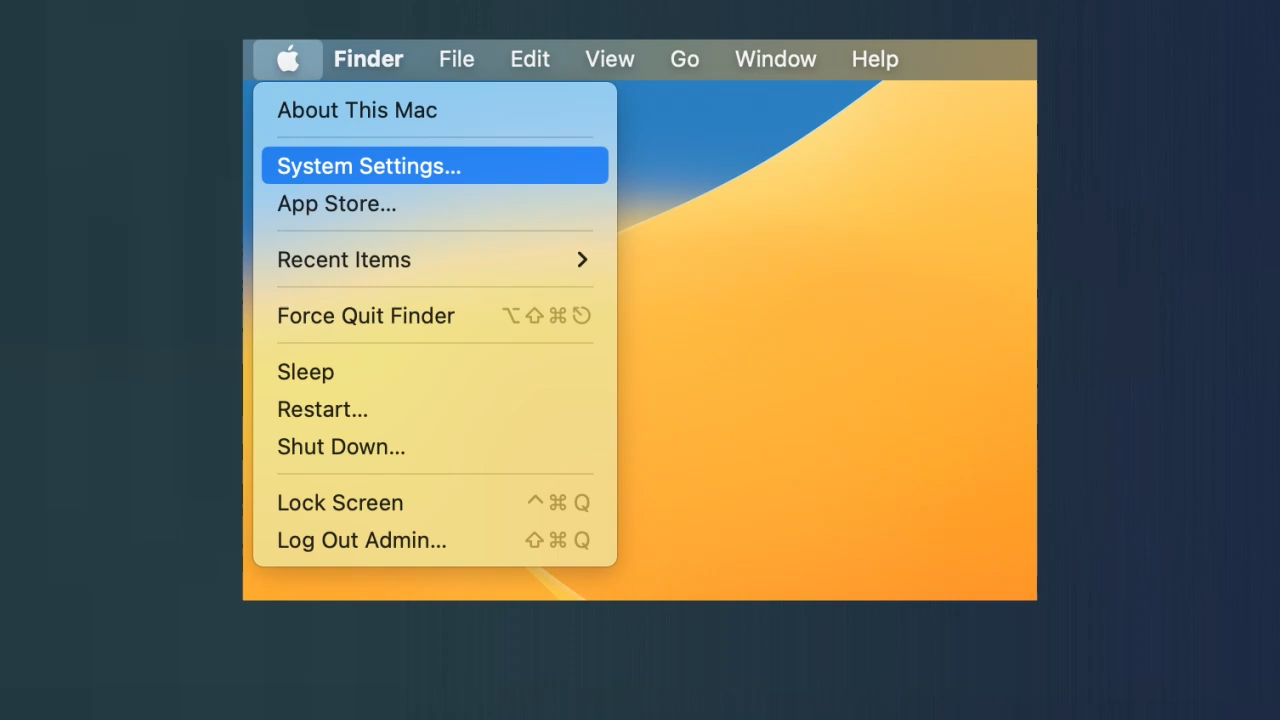 Finder File Edit View Go Window Help
About This Mac
System Settings...
App Store...
Recent Items
Force Quit Finder ⌥⇧⌘⎋
Sleep
Restart...
Shut Down...
Lock Screen ^⌘Q
Log Out Admin... ⇧⌘Q